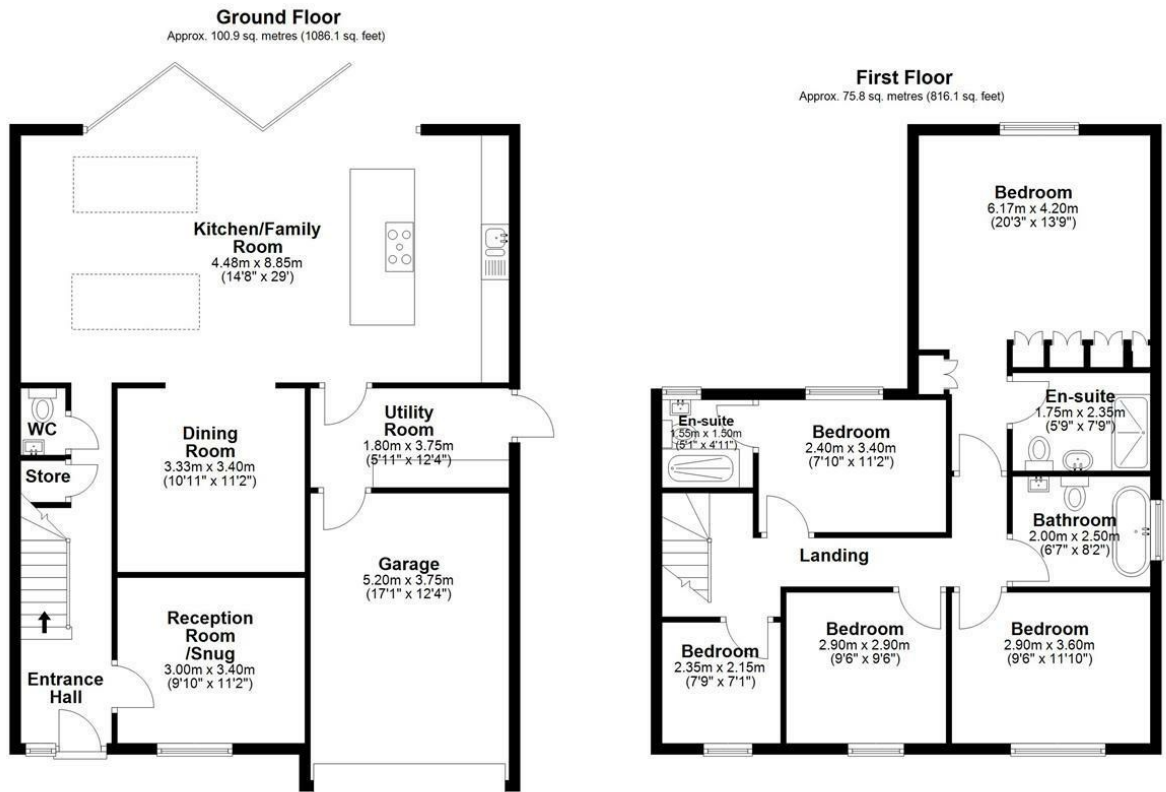 Ground Floor
Approx. 100.9 sq. metres (1086.1 sq. feet)
Kitchen/Family
Room
4.48m x 8.85m
(14'8" x 29')
WC
Store
Dining
Room
3.33m x 3.40m
(10'11" x 11'2")
Utility
Room
1.80m x 3.75m
(5'11" x 12'4")
Garage
5.20m x 3.75m
(17'1" x 12'4")
Reception
Room
/Snug
3.00m x 3.40m
(9'10" x 11'2")
Entrance
Hall
First Floor
Approx. 75.8 sq. metres (816.1 sq. feet)
Bedroom
6.17m x 4.20m
(20'3" x 13'9")
En-suite
1.75m x 2.35m
(5'9" x 7'9")
En-suite
1.55m x 1.50m
(5'1" x 4'11")
Bedroom
2.40m x 3.40m
(7'10" x 11'2")
Bathroom
2.00m x 2.50m
(6'7" x 8'2")
Landing
Bedroom
2.35m x 2.15m
(7'9" x 7'1")
Bedroom
2.90m x 2.90m
(9'6" x 9'6")
Bedroom
2.90m x 3.60m
(9'6" x 11'10")